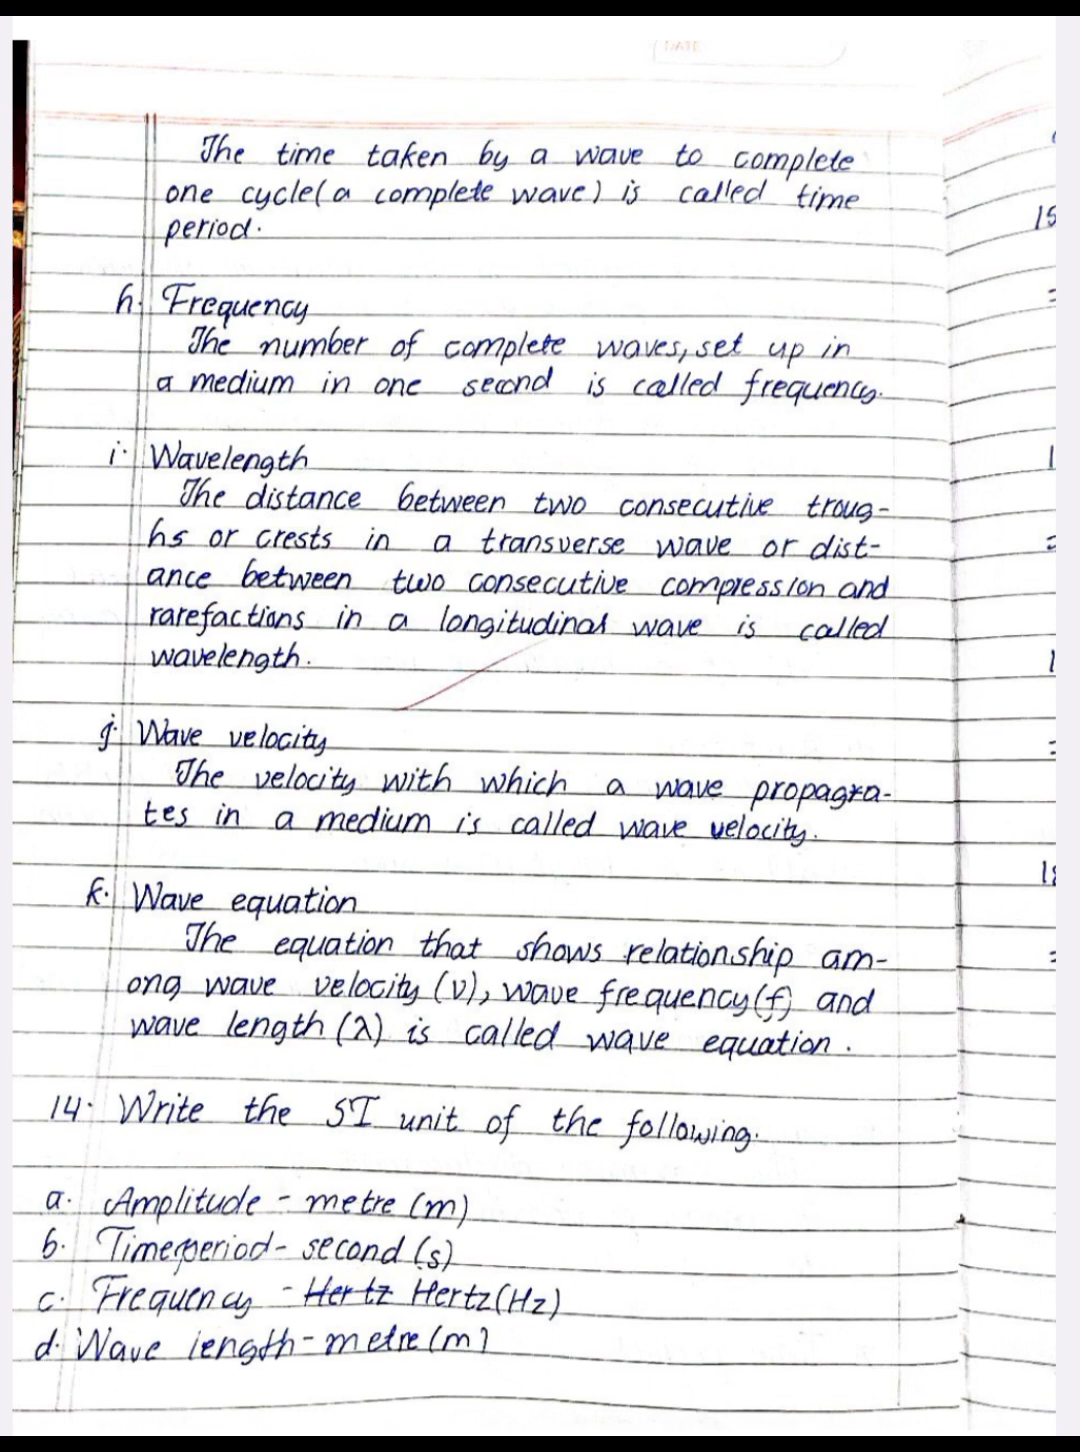 DATE
The time taken by a wave to complete
one cycle(a complete wave) is called time
period.
h. Frequency
The number of complete waves, set up in
a medium in one second is called frequency.
i. Wavelength
The distance between two consecutive troug-
hs or crests in a transverse wave or dist-
ance between two consecutive compression and
rarefactions in a longitudinal wave is called
wavelength.
j. Wave velocity
The velocity with which a wave propagra-
tes in a medium is called wave velocity.
k. Wave equation
The equation that shows relationship am-
ong wave velocity (v), wave frequency(f) and
wave length (λ) is called wave equation.
14. Write the SI unit of the following.
a. Amplitude - metre (m)
b. Timeperiod - second (s)
c. Frequency - Hertz Hertz(Hz)
d. Wave length - metre (m)
15